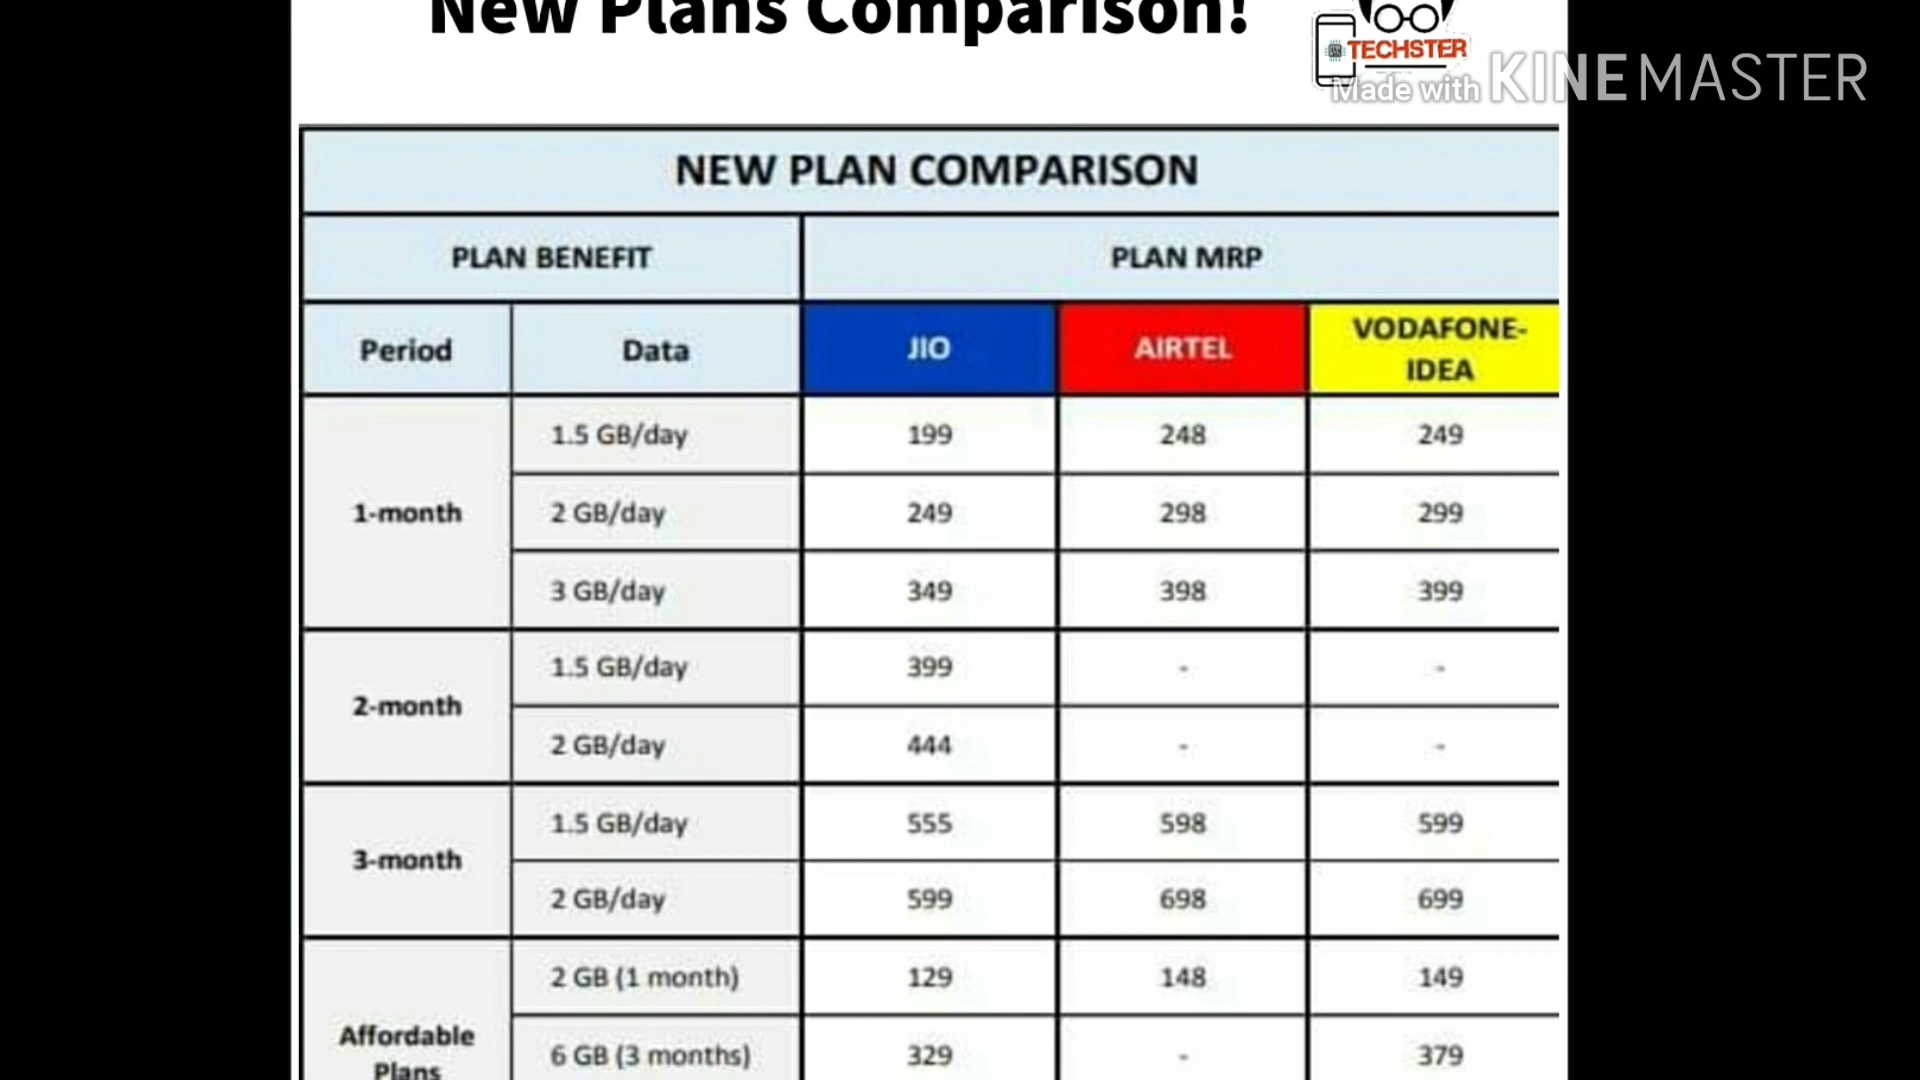 New Plans Comparison!
TECHSTER
Made with KINEMASTER
NEW PLAN COMPARISON
PLAN BENEFIT PLAN MRP
Period Data JIO AIRTEL VODAFONE-
IDEA
1.5 GB/day 199 248 249
1-month 2 GB/day 249 298 299
3 GB/day 349 398 399
1.5 GB/day 399 - -
2-month
2 GB/day 444 - -
1.5 GB/day 555 598 599
3-month
2 GB/day 599 698 699
2 GB (1 month) 129 148 149
Affordable
Plans
6 GB (3 months) 329 - 379